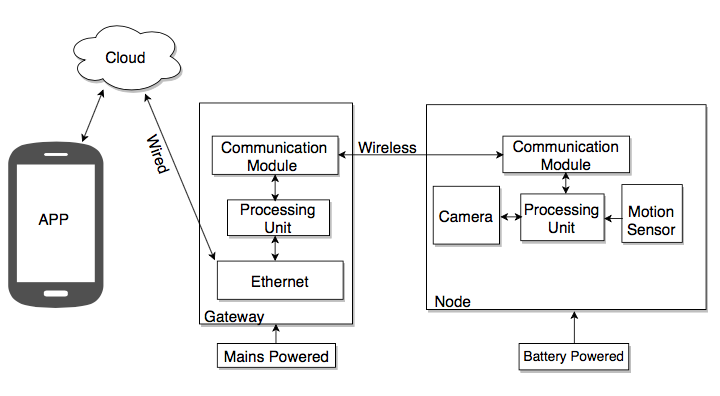 Cloud
Wired
APP
Communication
Module
Processing
Unit
Ethernet
Gateway
Mains Powered
Wireless
Communication
Module
Camera
Processing
Unit
Motion
Sensor
Node
Battery Powered